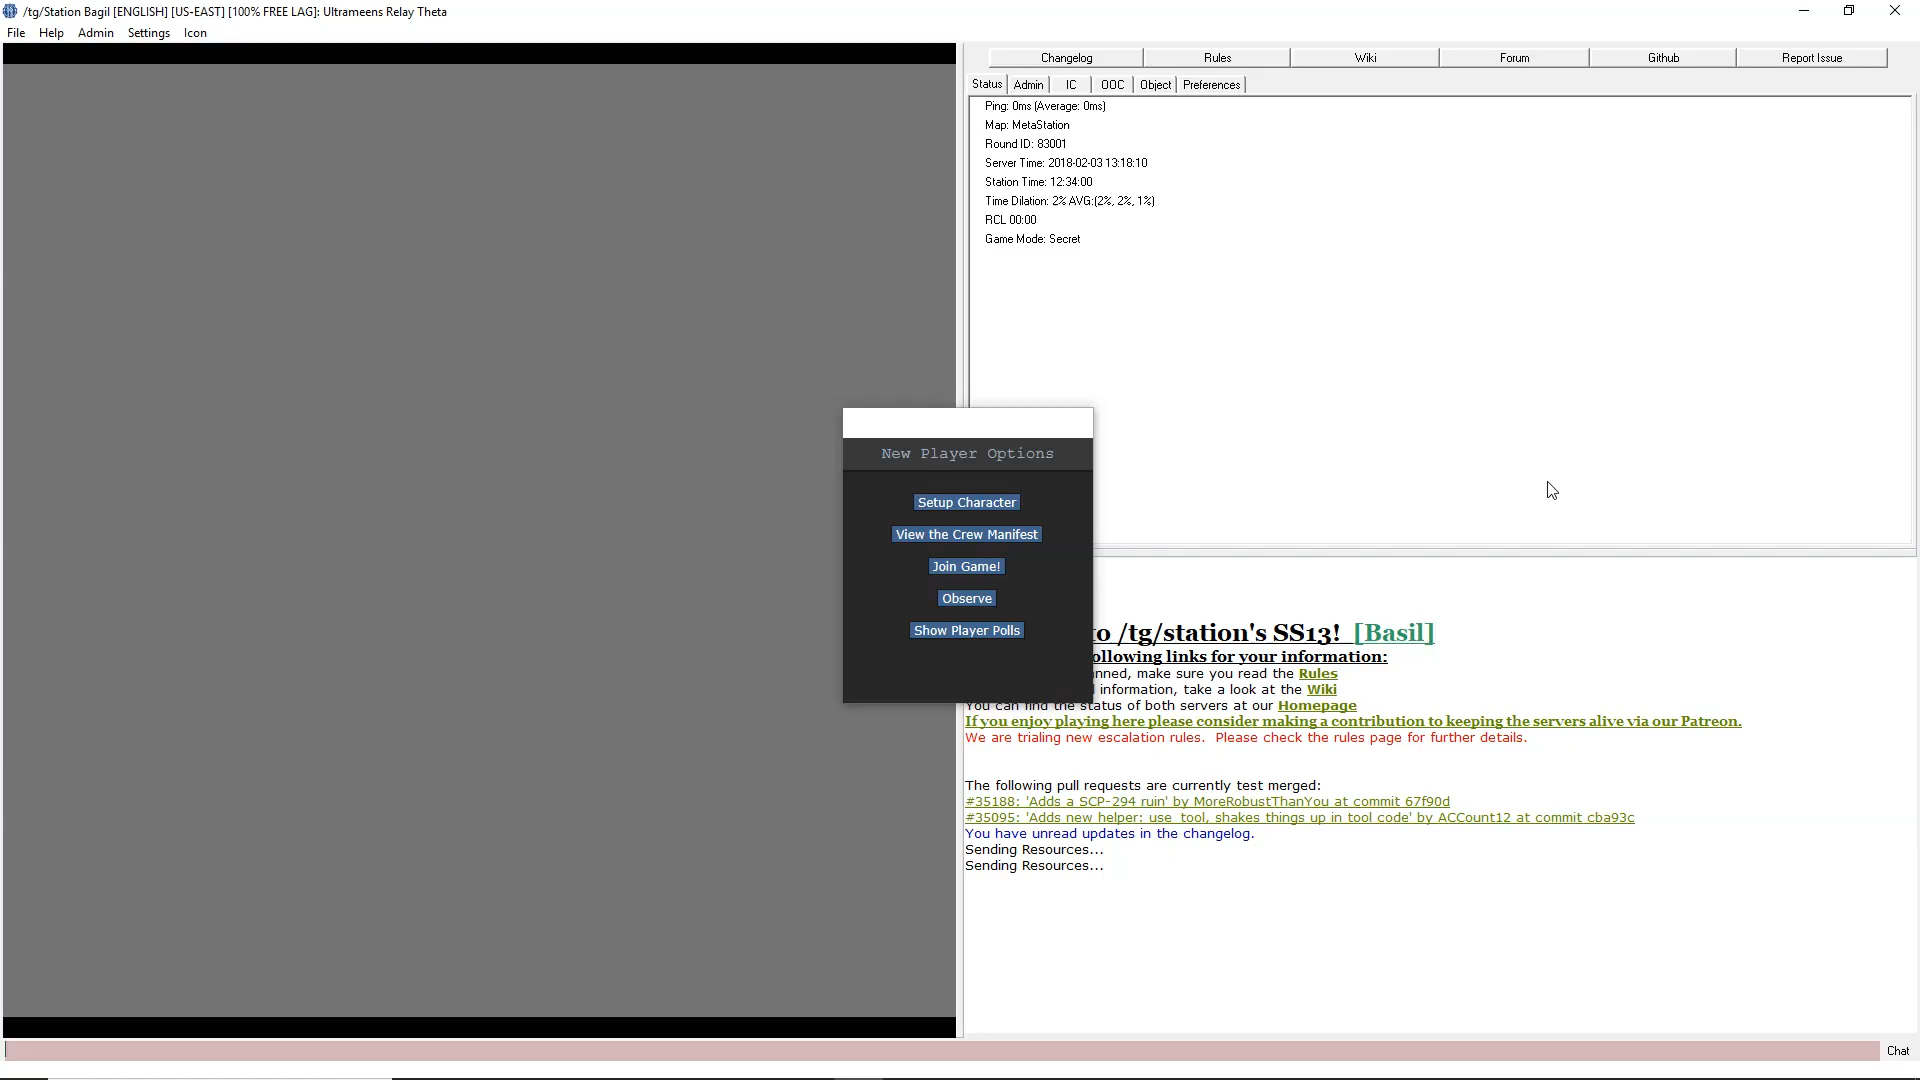 /tg/Station Bagil [ENGLISH] [US-EAST] [100% FREE LAG]: Ultrameens Relay Theta
File Help Admin Settings Icon
Changelog Rules Wiki Forum Github Report Issue
Status Admin IC OOC Object Preferences
Ping: 0ms (Average: 0ms)
Map: MetaStation
Round ID: 83001
Server Time: 2018-02-03 13:18:10
Station Time: 12:34:00
Time Dilation: 2% AVG:(2%, 2%, 1%)
RCL 00:00
Game Mode: Secret
New Player Options
Setup Character
View the Crew Manifest
Join Game!
Observe
Show Player Polls
to /tg/station's SS13! [Basil]
ollowing links for your information:
nned, make sure you read the Rules
information, take a look at the Wiki
You can find the status of both servers at our Homepage
If you enjoy playing here please consider making a contribution to keeping the servers alive via our Patreon.
We are trialing new escalation rules. Please check the rules page for further details.
The following pull requests are currently test merged:
#35188: 'Adds a SCP-294 ruin' by MoreRobustThanYou at commit 67f90d
#35095: 'Adds new helper: use_tool, shakes things up in tool code' by ACCount12 at commit cba93c
You have unread updates in the changelog.
Sending Resources...
Sending Resources...
Chat